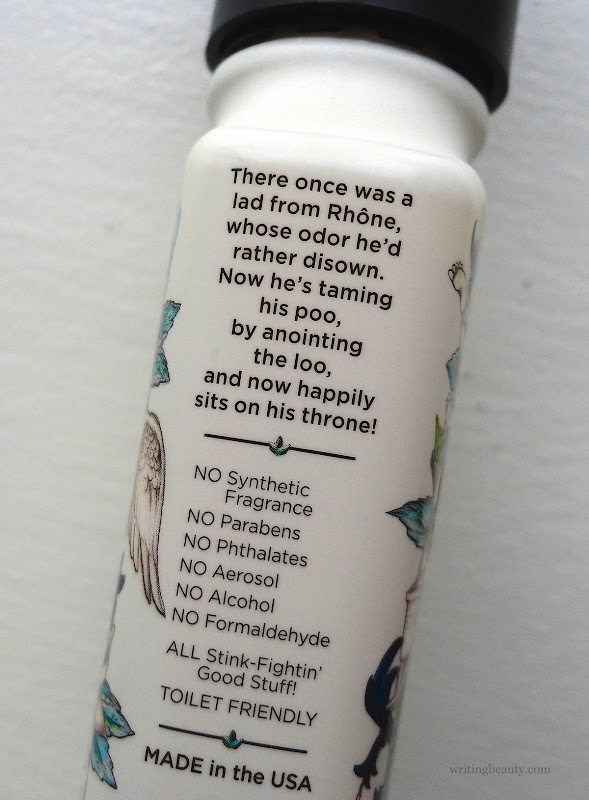 There once was a
lad from Rhône,
whose odor he'd
rather disown.
Now he's taming
his poo,
by anointing
the loo,
and now happily
sits on his throne!
NO Synthetic
Fragrance
NO Parabens
NO Phthalates
NO Aerosol
NO Alcohol
NO Formaldehyde
ALL Stink-Fightin'
Good Stuff!
TOILET FRIENDLY
MADE in the USA
writingbeauty.com